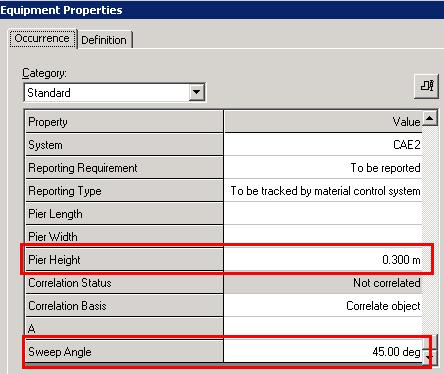 Equipment Properties
Occurrence Definition
Category:
Standard
Property Value
System CAE2
Reporting Requirement To be reported
Reporting Type To be tracked by material control system
Pier Length
Pier Width
Pier Height 0.300 m
Correlation Status Not correlated
Correlation Basis Correlate object
A
Sweep Angle 45.00 deg